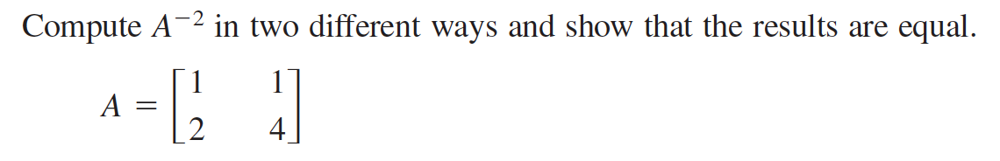 Compute A⁻² in two different ways and show that the results are equal.
A = [1 1
2 4]